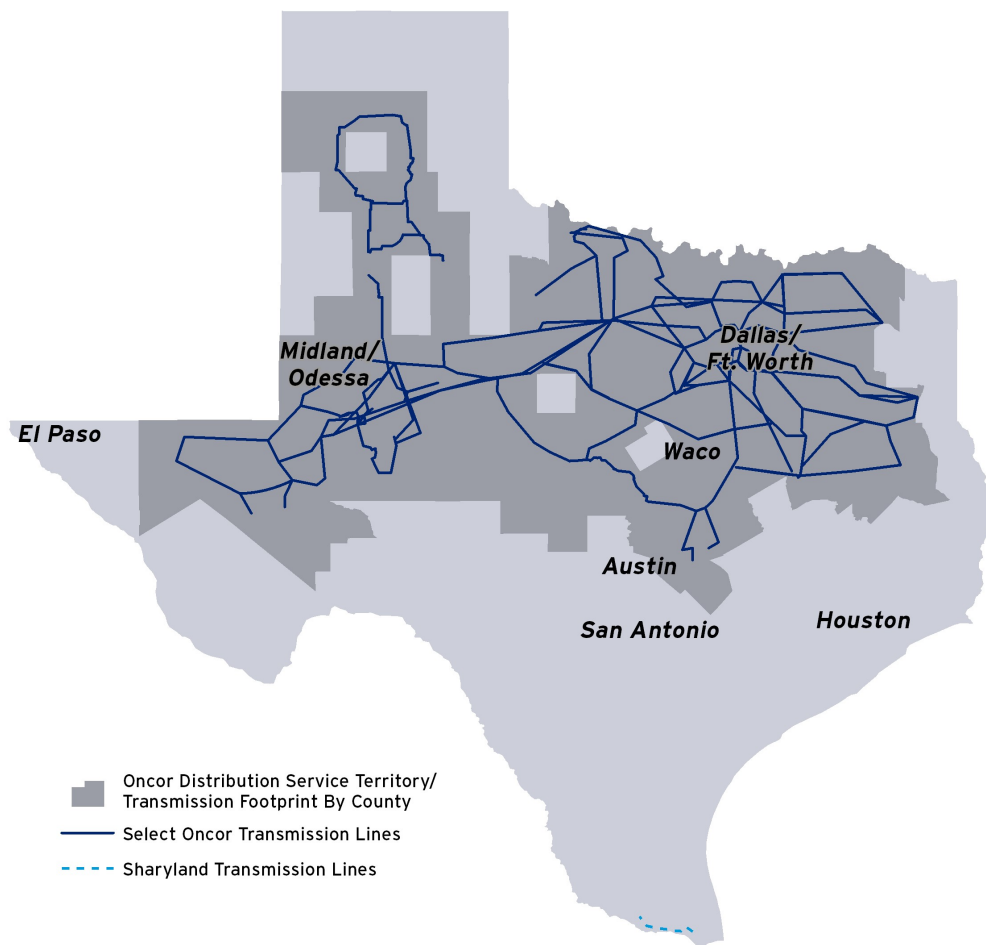 Midland/
Odessa
Dallas/
Ft. Worth
El Paso
Waco
Austin
San Antonio
Houston
Oncor Distribution Service Territory/
Transmission Footprint By County
Select Oncor Transmission Lines
Sharyland Transmission Lines